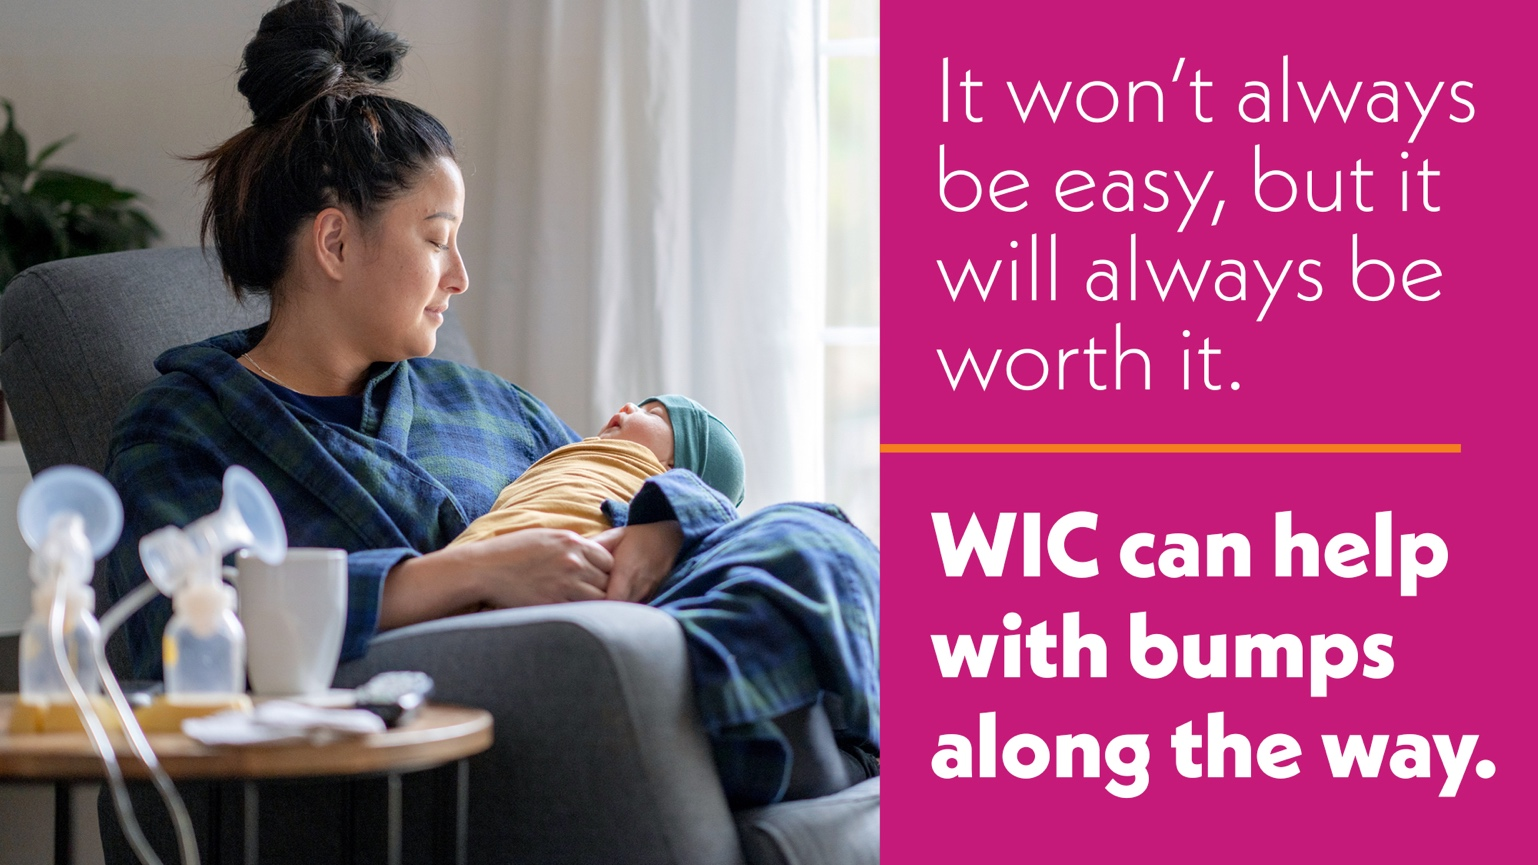 It won't always
be easy, but it
will always be
worth it.
WIC can help
with bumps
along the way.